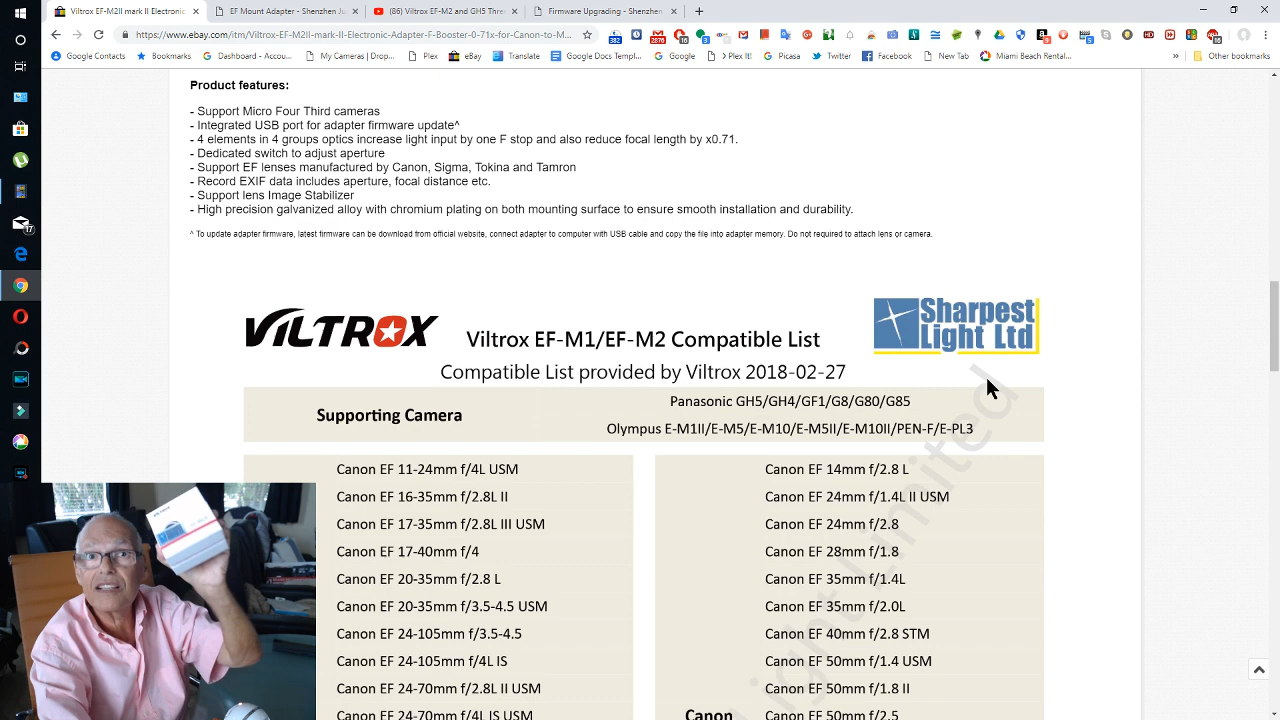 Viltrox EF-M2II mark II Electronic
EF Mount Adapter - Shenzhen Ju
(86) Viltrox EF-M2 and GH5 Thre
Firmware Upgrading - Shenzhen
https://www.ebay.com/itm/Viltrox-EF-M2II-mark-II-Electronic-Adapter-F-Booster-0-71x-for-Canon-to-M...
Google Contacts
Google
Dashboard - Accou...
My Cameras | Drop...
Plex
eBay
Translate
Google Docs Templ...
Google
> Plex It!
Picasa
Twitter
Facebook
New Tab
Miami Beach Rental...
»
Other bookmarks
Product features:
- Support Micro Four Third cameras
- Integrated USB port for adapter firmware update^
- 4 elements in 4 groups optics increase light input by one F stop and also reduce focal length by x0.71.
- Dedicated switch to adjust aperture
- Support EF lenses manufactured by Canon, Sigma, Tokina and Tamron
- Record EXIF data includes aperture, focal distance etc.
- Support lens Image Stabilizer
- High precision galvanized alloy with chromium plating on both mounting surface to ensure smooth installation and durability.
^ To update adapter firmware, latest firmware can be download from official website, connect adapter to computer with USB cable and copy the file into adapter memory. Do not required to attach lens or camera.
VILTROX
Viltrox EF-M1/EF-M2 Compatible List
Sharpest
Light Ltd
Compatible List provided by Viltrox 2018-02-27
Supporting Camera
Panasonic GH5/GH4/GF1/G8/G80/G85
Olympus E-M1II/E-M5/E-M10/E-M5II/E-M10II/PEN-F/E-PL3
Canon EF 11-24mm f/4L USM
Canon EF 16-35mm f/2.8L II
Canon EF 17-35mm f/2.8L III USM
Canon EF 17-40mm f/4
Canon EF 20-35mm f/2.8 L
Canon EF 20-35mm f/3.5-4.5 USM
Canon EF 24-105mm f/3.5-4.5
Canon EF 24-105mm f/4L IS
Canon EF 24-70mm f/2.8L II USM
Canon EF 24-70mm f/4L IS USM
Canon EF 14mm f/2.8 L
Canon EF 24mm f/1.4L II USM
Canon EF 24mm f/2.8
Canon EF 28mm f/1.8
Canon EF 35mm f/1.4L
Canon EF 35mm f/2.0L
Canon EF 40mm f/2.8 STM
Canon EF 50mm f/1.4 USM
Canon EF 50mm f/1.8 II
Canon EF 50mm f/2.5
Canon
Limited
17